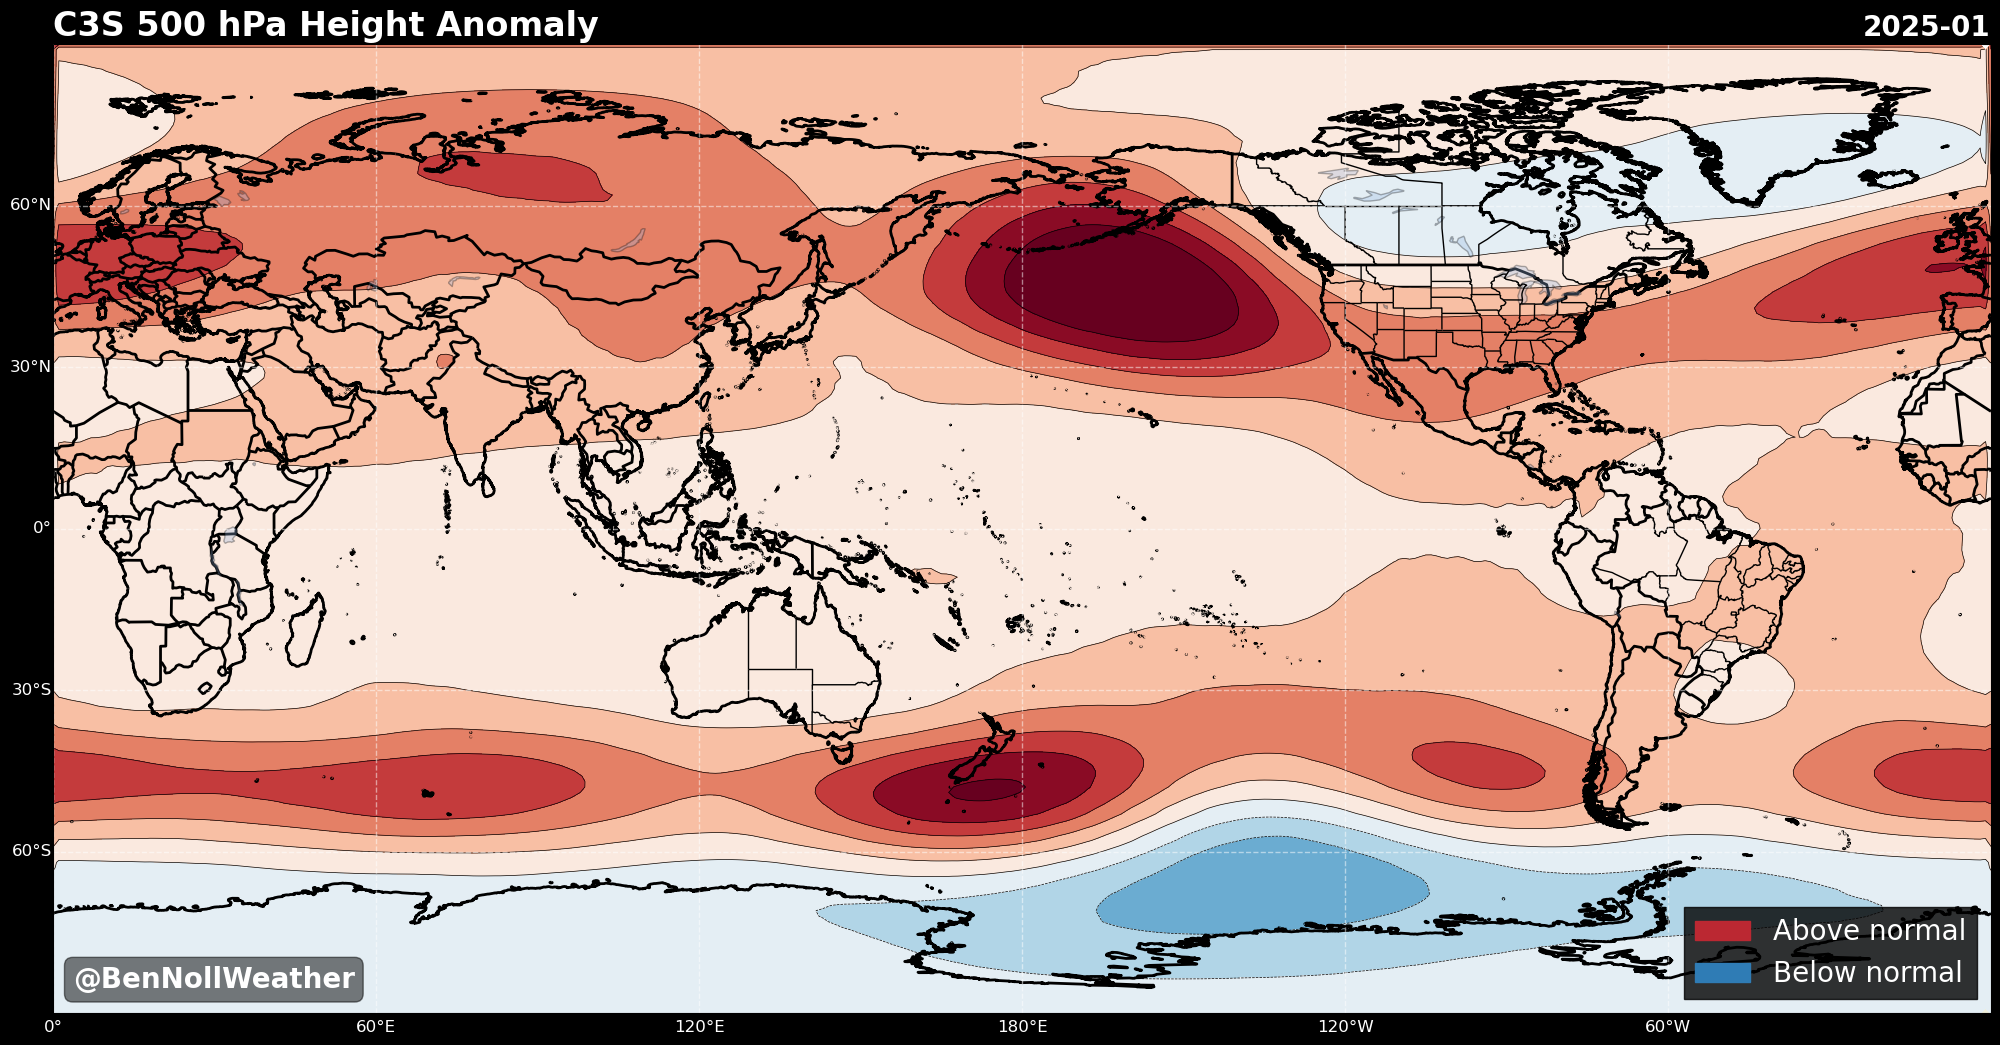 C3S 500 hPa Height Anomaly
2025-01
60°N
30°N
0°
30°S
60°S
Above normal
Below normal
@BenNollWeather
0°
60°E
120°E
180°E
120°W
60°W